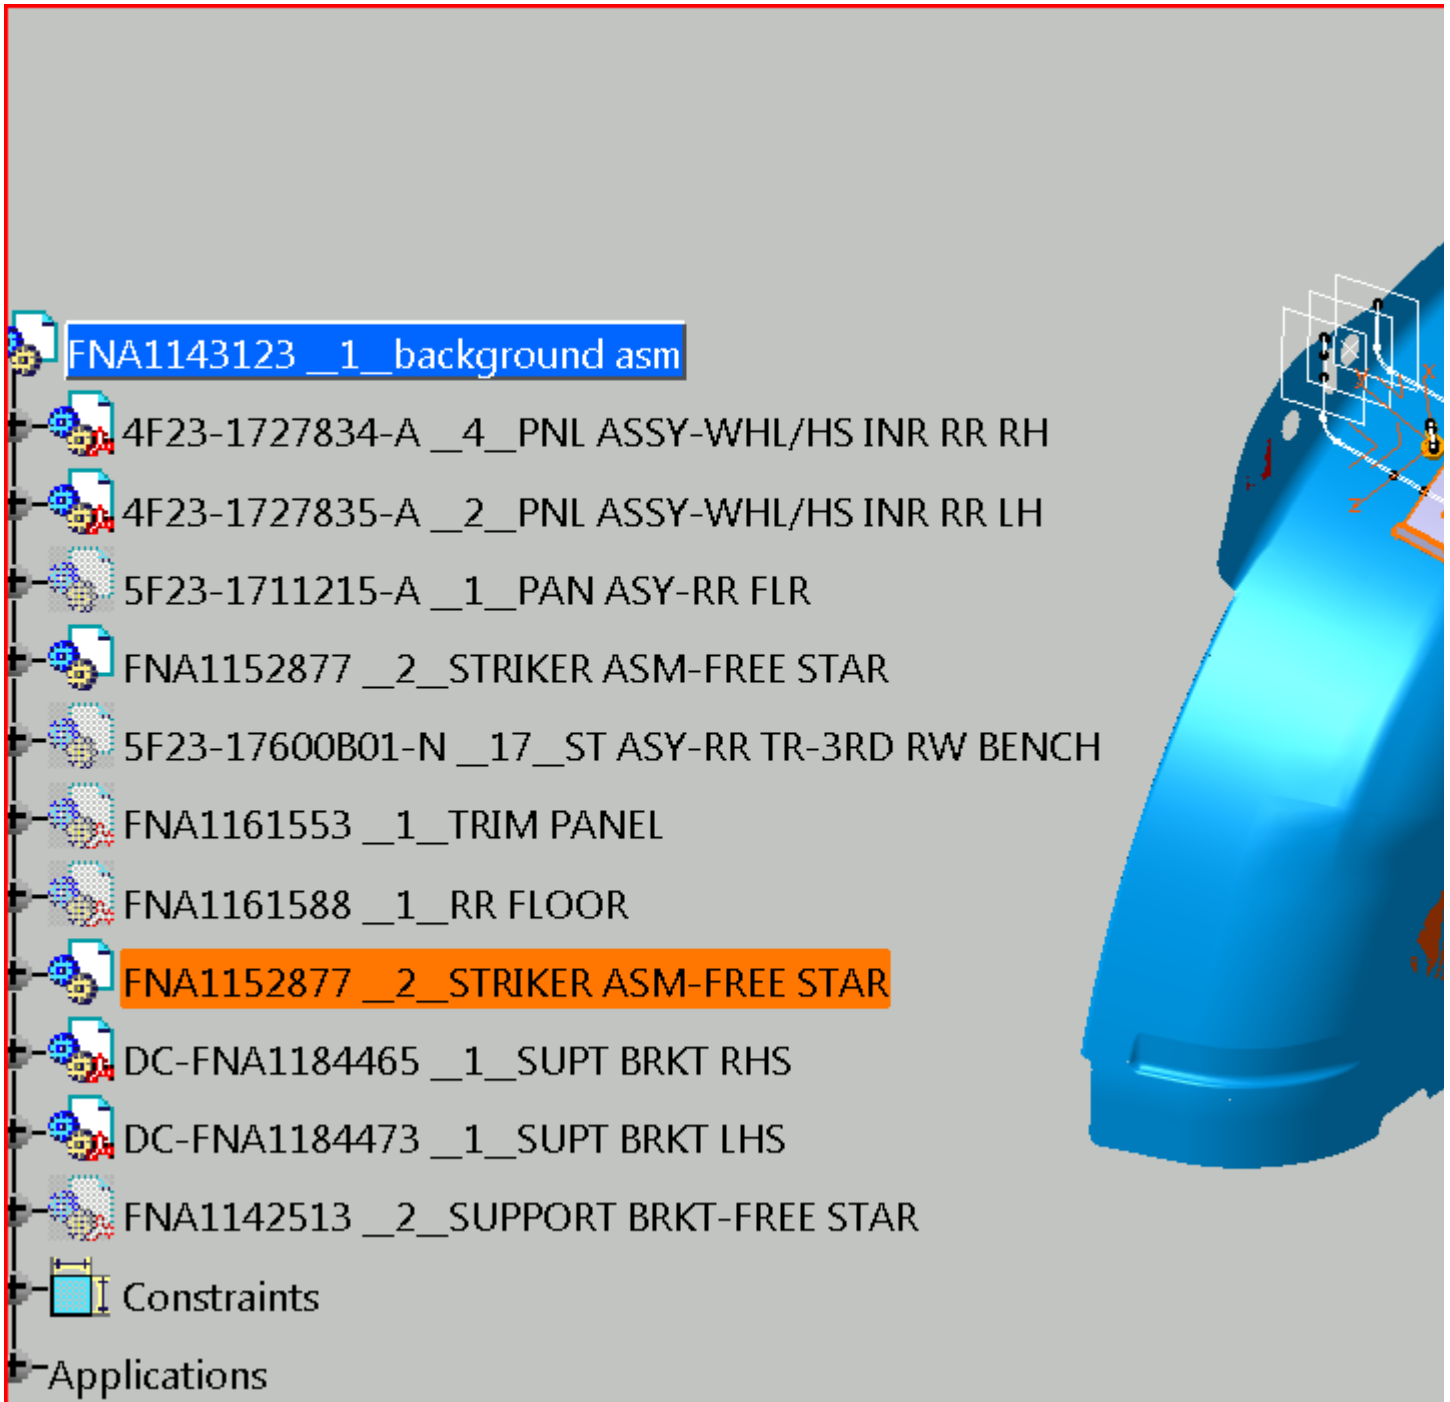 FNA1143123 __1__background asm
4F23-1727834-A __4__PNL ASSY-WHL/HS INR RR RH
4F23-1727835-A __2__PNL ASSY-WHL/HS INR RR LH
5F23-1711215-A __1__PAN ASY-RR FLR
FNA1152877 __2__STRIKER ASM-FREE STAR
5F23-17600B01-N __17__ST ASY-RR TR-3RD RW BENCH
FNA1161553 __1__TRIM PANEL
FNA1161588 __1__RR FLOOR
FNA1152877 __2__STRIKER ASM-FREE STAR
DC-FNA1184465 __1__SUPT BRKT RHS
DC-FNA1184473 __1__SUPT BRKT LHS
FNA1142513 __2__SUPPORT BRKT-FREE STAR
Constraints
Applications